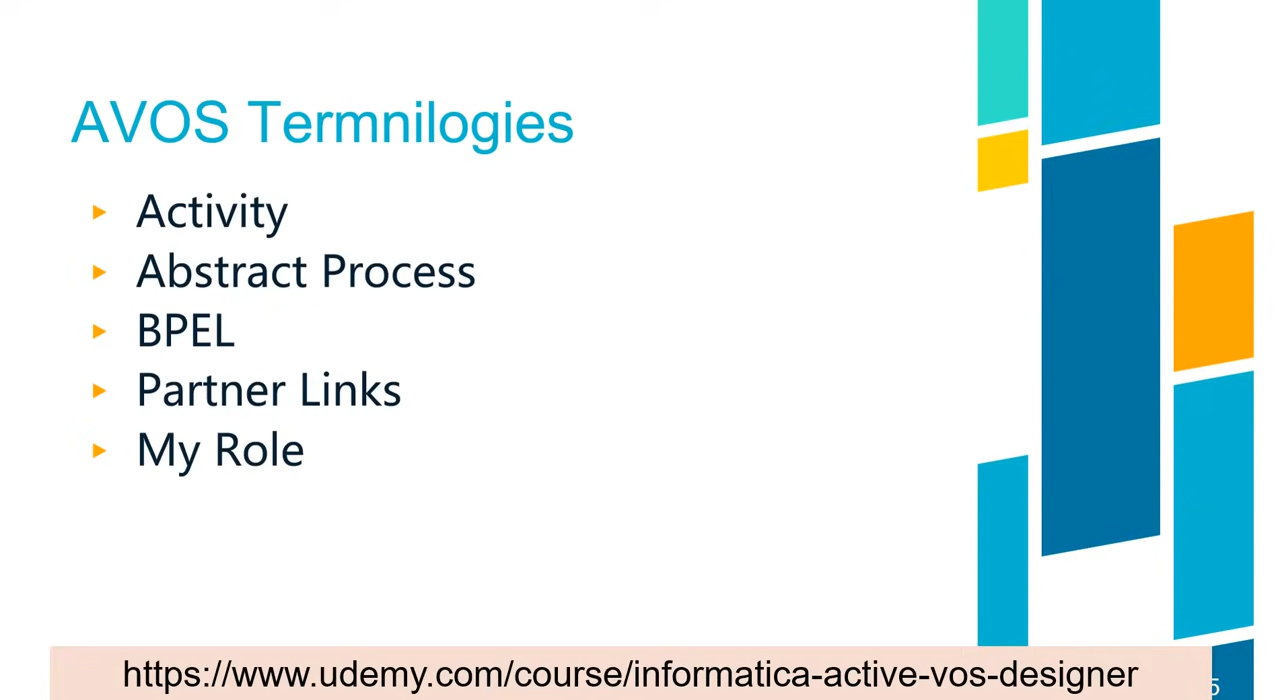 AVOS Termnilogies
Activity
Abstract Process
BPEL
Partner Links
My Role
https://www.udemy.com/course/informatica-active-vos-designer
5